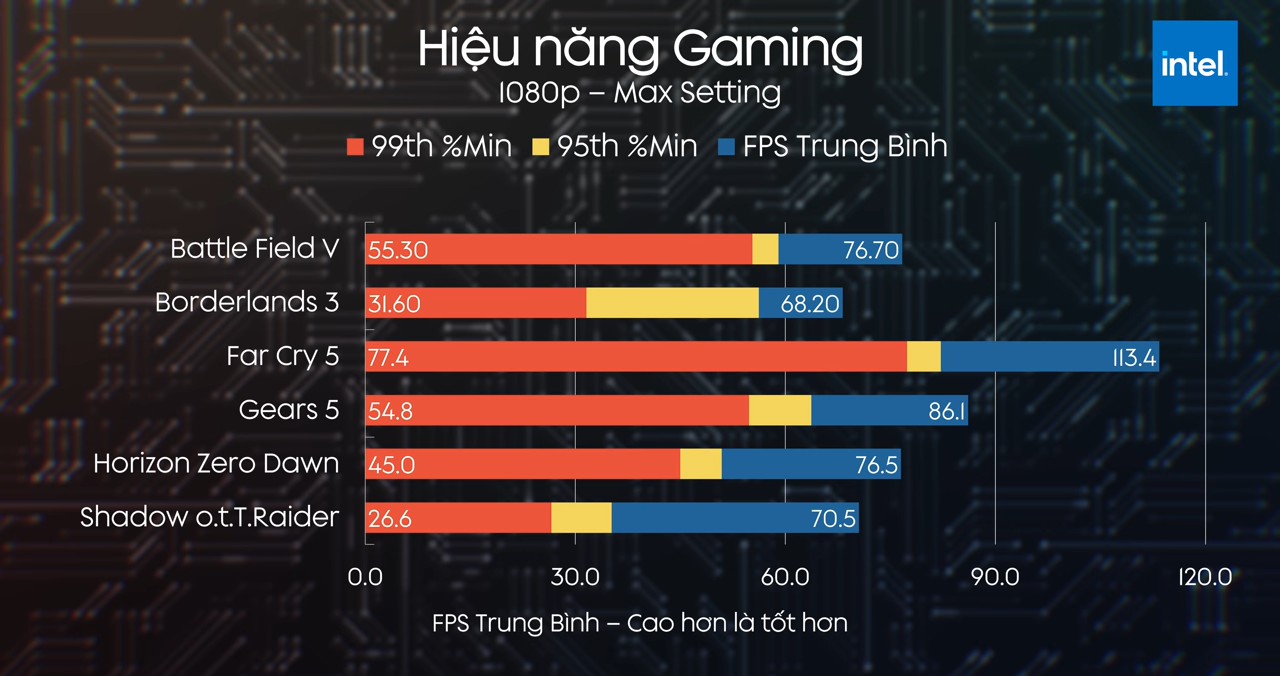 Hiệu năng Gaming
intel.
1080p – Max Setting
99th %Min 95th %Min FPS Trung Bình
Battle Field V 55.30 76.70
Borderlands 3 31.60 68.20
Far Cry 5 77.4 113.4
Gears 5 54.8 86.1
Horizon Zero Dawn 45.0 76.5
Shadow o.t.T.Raider 26.6 70.5
0.0 30.0 60.0 90.0 120.0
FPS Trung Bình – Cao hơn là tốt hơn